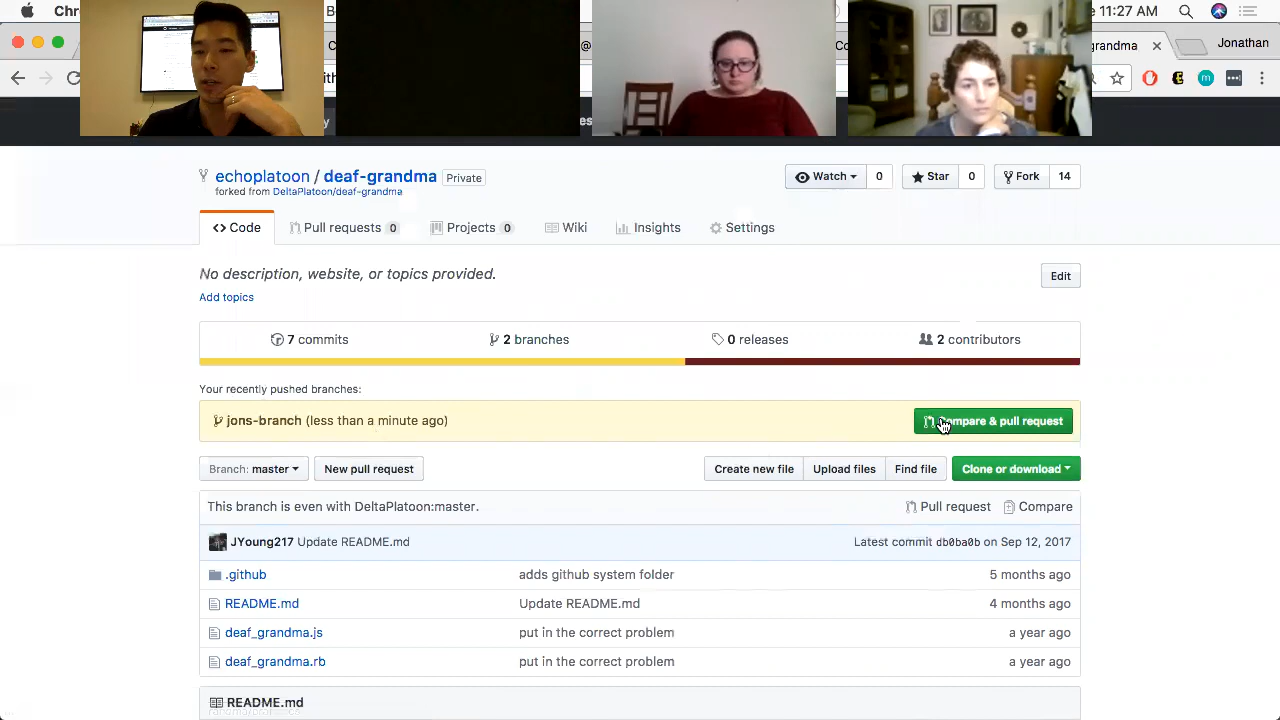 Chrome
11:27 AM
grandma
Jonathan
echoplatoon / deaf-grandma Private
Watch 0 Star 0 Fork 14
forked from DeltaPlatoon/deaf-grandma
Code Pull requests 0 Projects 0 Wiki Insights Settings
No description, website, or topics provided. Edit
Add topics
7 commits 2 branches 0 releases 2 contributors
Your recently pushed branches:
jons-branch (less than a minute ago) Compare & pull request
Branch: master New pull request Create new file Upload files Find file Clone or download
This branch is even with DeltaPlatoon:master. Pull request Compare
JYoung217 Update README.md Latest commit db0ba0b on Sep 12, 2017
.github adds github system folder 5 months ago
README.md Update README.md 4 months ago
deaf_grandma.js put in the correct problem a year ago
deaf_grandma.rb put in the correct problem a year ago
README.md